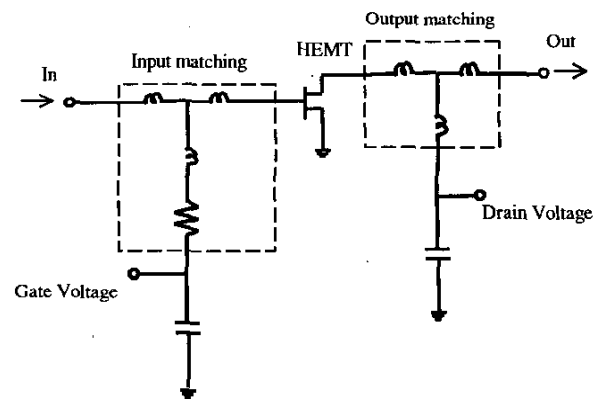 Output matching
HEMT
Out
Input matching
In
Drain Voltage
Gate Voltage